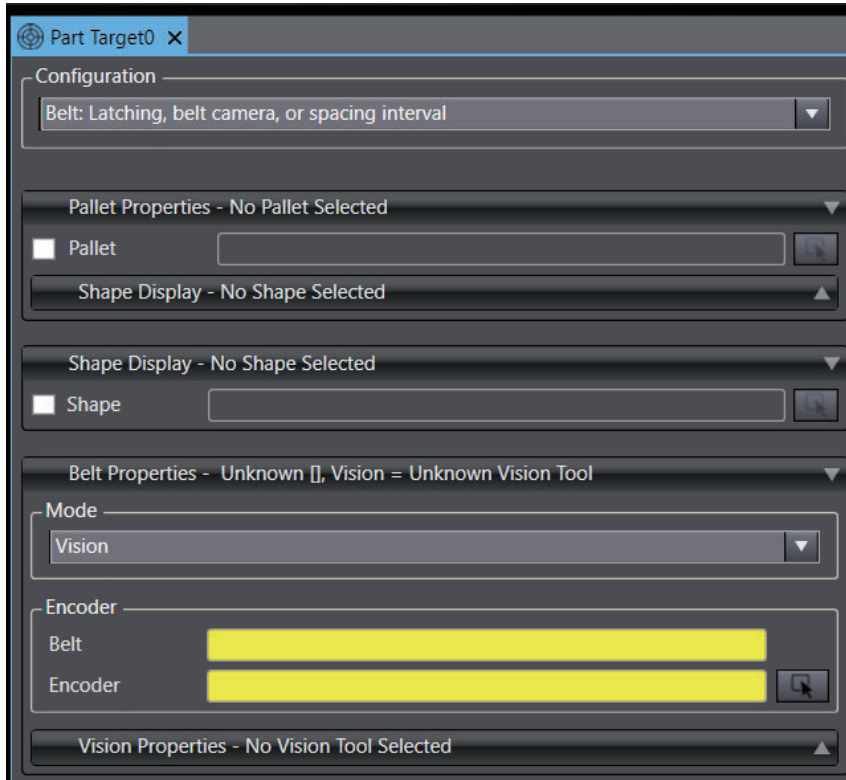 Part Target0
Configuration
Belt: Latching, belt camera, or spacing interval
Pallet Properties - No Pallet Selected
Pallet
Shape Display - No Shape Selected
Shape Display - No Shape Selected
Shape
Belt Properties -  Unknown [], Vision = Unknown Vision Tool
Mode
Vision
Encoder
Belt
Encoder
Vision Properties - No Vision Tool Selected